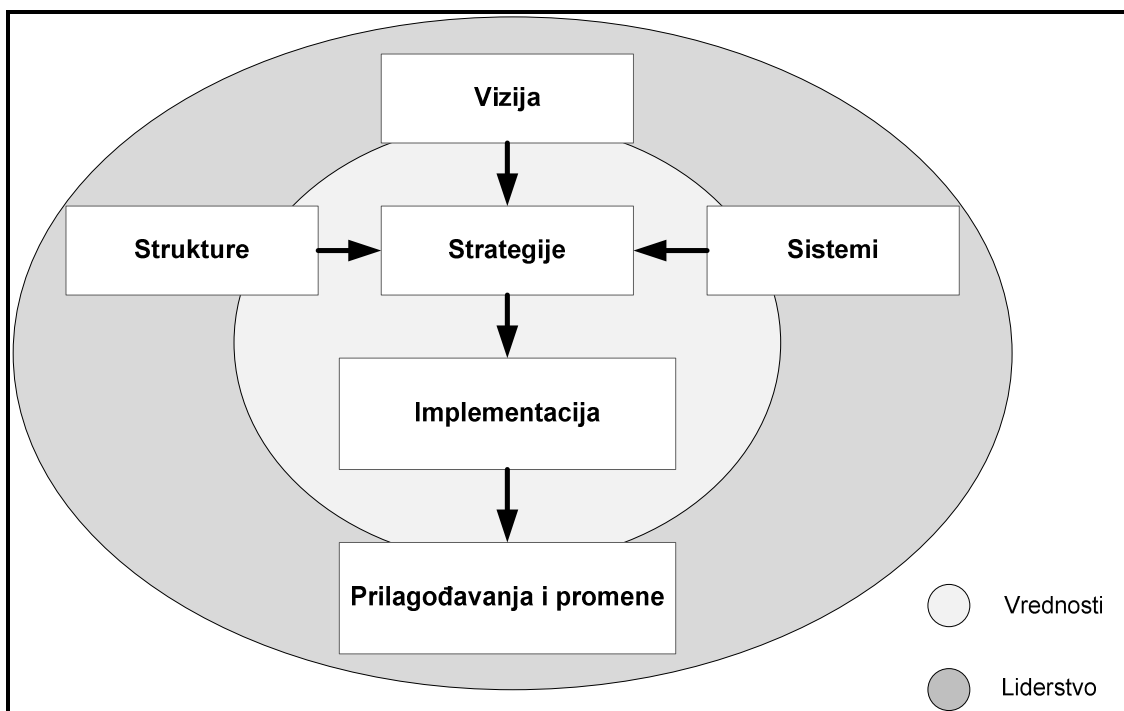 Vizija
Strukture
Strategije
Sistemi
Implementacija
Prilagođavanja i promene
Vrednosti
Liderstvo